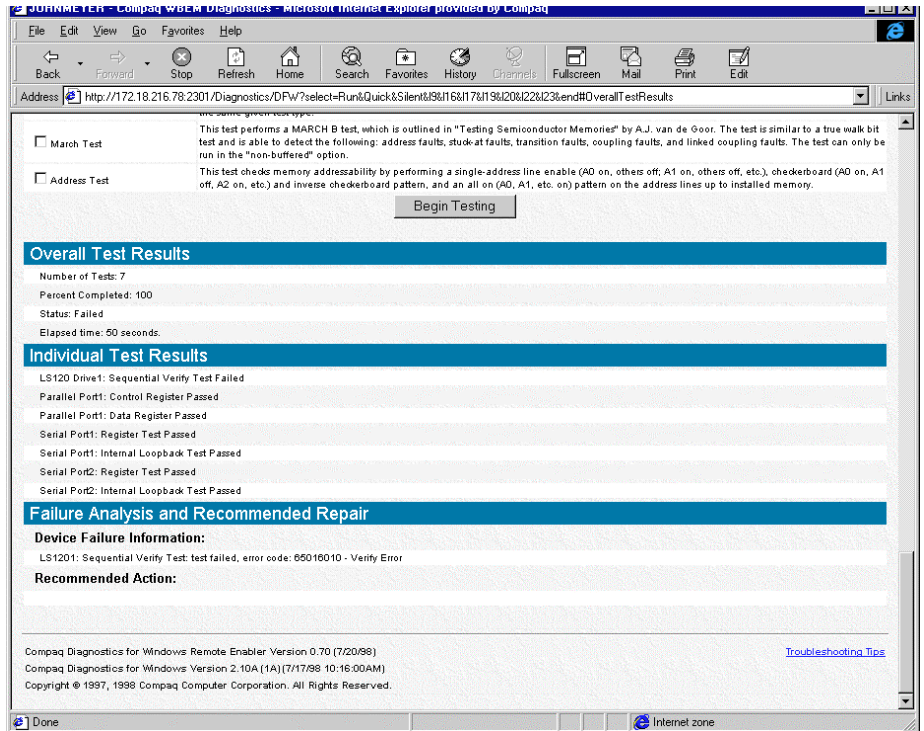 JOHNMEYER - Compaq WBEM Diagnostics - Microsoft Internet Explorer provided by Compaq
File Edit View Go Favorites Help
Back Forward Stop Refresh Home Search Favorites History Channels Fullscreen Mail Print Edit
Address http://172.18.216.78:2301/Diagnostics/DFW?select=Run&Quick&Silent&I9&I16&I17&I19&I20&I22&I23&end#OverallTestResults Links
the same given test type.
March Test
This test performs a MARCH B test, which is outlined in "Testing Semiconductor Memories" by A.J. van de Goor. The test is similar to a true walk bit
test and is able to detect the following: address faults, stuck-at faults, transition faults, coupling faults, and linked coupling faults. The test can only be
run in the "non-buffered" option.
Address Test
This test checks memory addressability by performing a single-address line enable (A0 on, others off; A1 on, others off, etc.), checkerboard (A0 on, A1
off, A2 on, etc.) and inverse checkerboard pattern, and an all on (A0, A1, etc. on) pattern on the address lines up to installed memory.
Begin Testing
Overall Test Results
Number of Tests: 7
Percent Completed: 100
Status: Failed
Elapsed time: 50 seconds.
Individual Test Results
LS120 Drive1: Sequential Verify Test Failed
Parallel Port1: Control Register Passed
Parallel Port1: Data Register Passed
Serial Port1: Register Test Passed
Serial Port1: Internal Loopback Test Passed
Serial Port2: Register Test Passed
Serial Port2: Internal Loopback Test Passed
Failure Analysis and Recommended Repair
Device Failure Information:
LS1201: Sequential Verify Test: test failed, error code: 65016010 - Verify Error
Recommended Action:
Compaq Diagnostics for Windows Remote Enabler Version 0.70 (7/20/98)
Troubleshooting Tips
Compaq Diagnostics for Windows Version 2.10A (1A) (7/17/98 10:16:00AM)
Copyright © 1997, 1998 Compaq Computer Corporation. All Rights Reserved.
Done
Internet zone